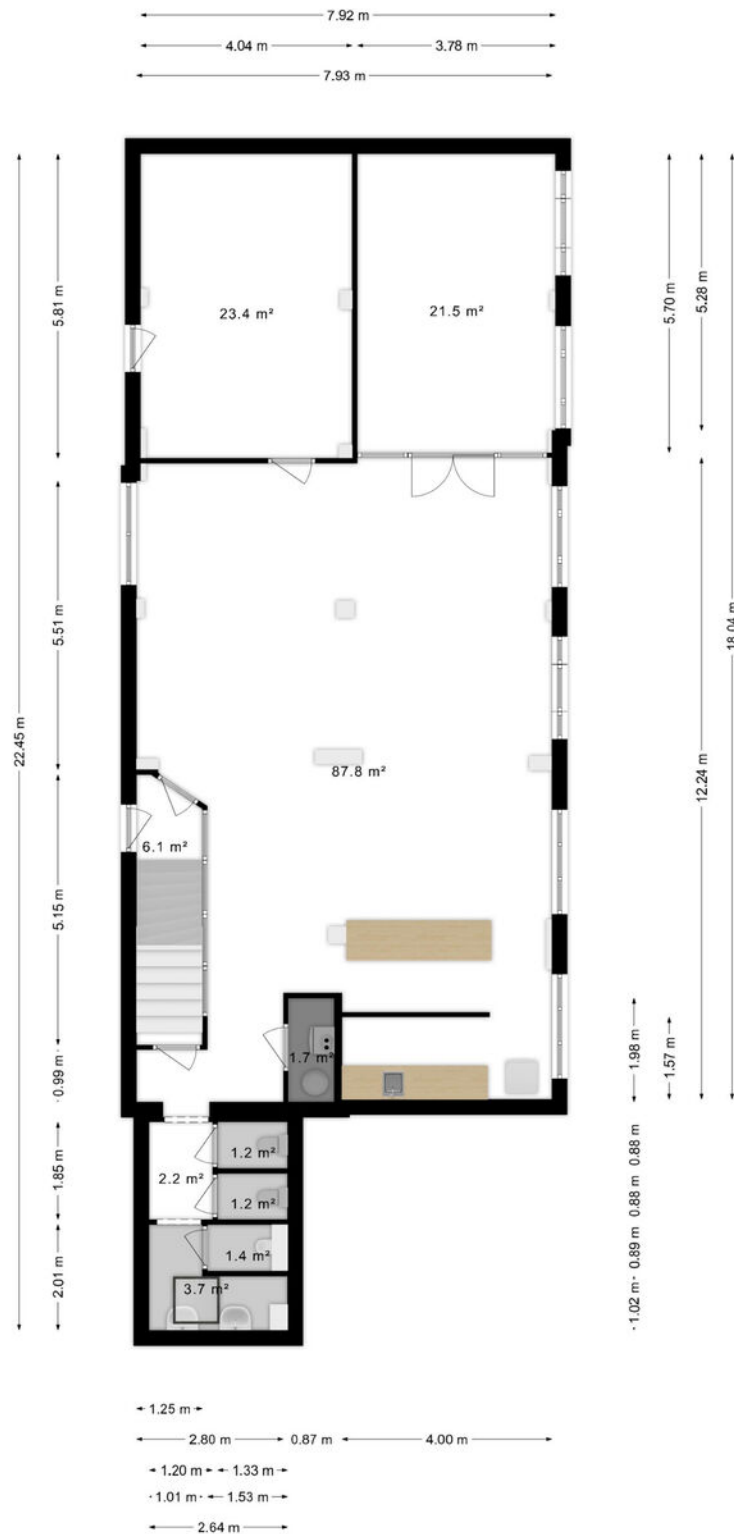 7.92 m
4.04 m
3.78 m
7.93 m
5.81 m
5.51 m
5.15 m
0.99 m
1.85 m
2.01 m
22.45 m
5.70 m
5.28 m
12.24 m
18.04 m
1.98 m
1.57 m
0.88 m
0.88 m
0.89 m
1.02 m
23.4 m²
21.5 m²
87.8 m²
6.1 m²
1.7 m²
1.2 m²
2.2 m²
1.2 m²
1.4 m²
3.7 m²
1.25 m
2.80 m
0.87 m
4.00 m
1.20 m
1.33 m
1.01 m
1.53 m
2.64 m